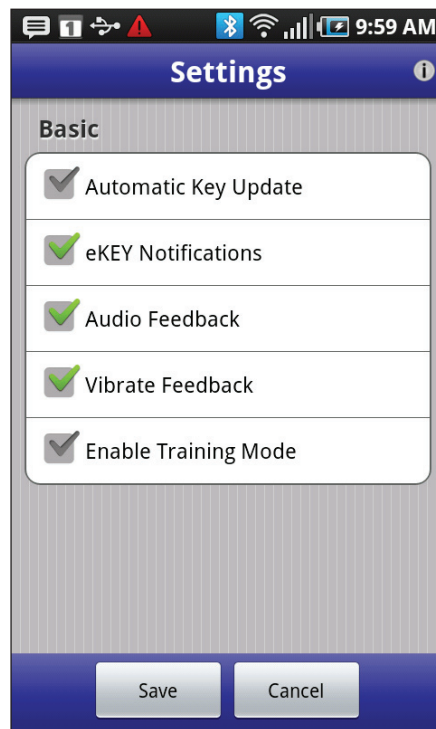 1
9:59 AM
Settings
i
Basic
Automatic Key Update
eKEY Notifications
Audio Feedback
Vibrate Feedback
Enable Training Mode
Save
Cancel